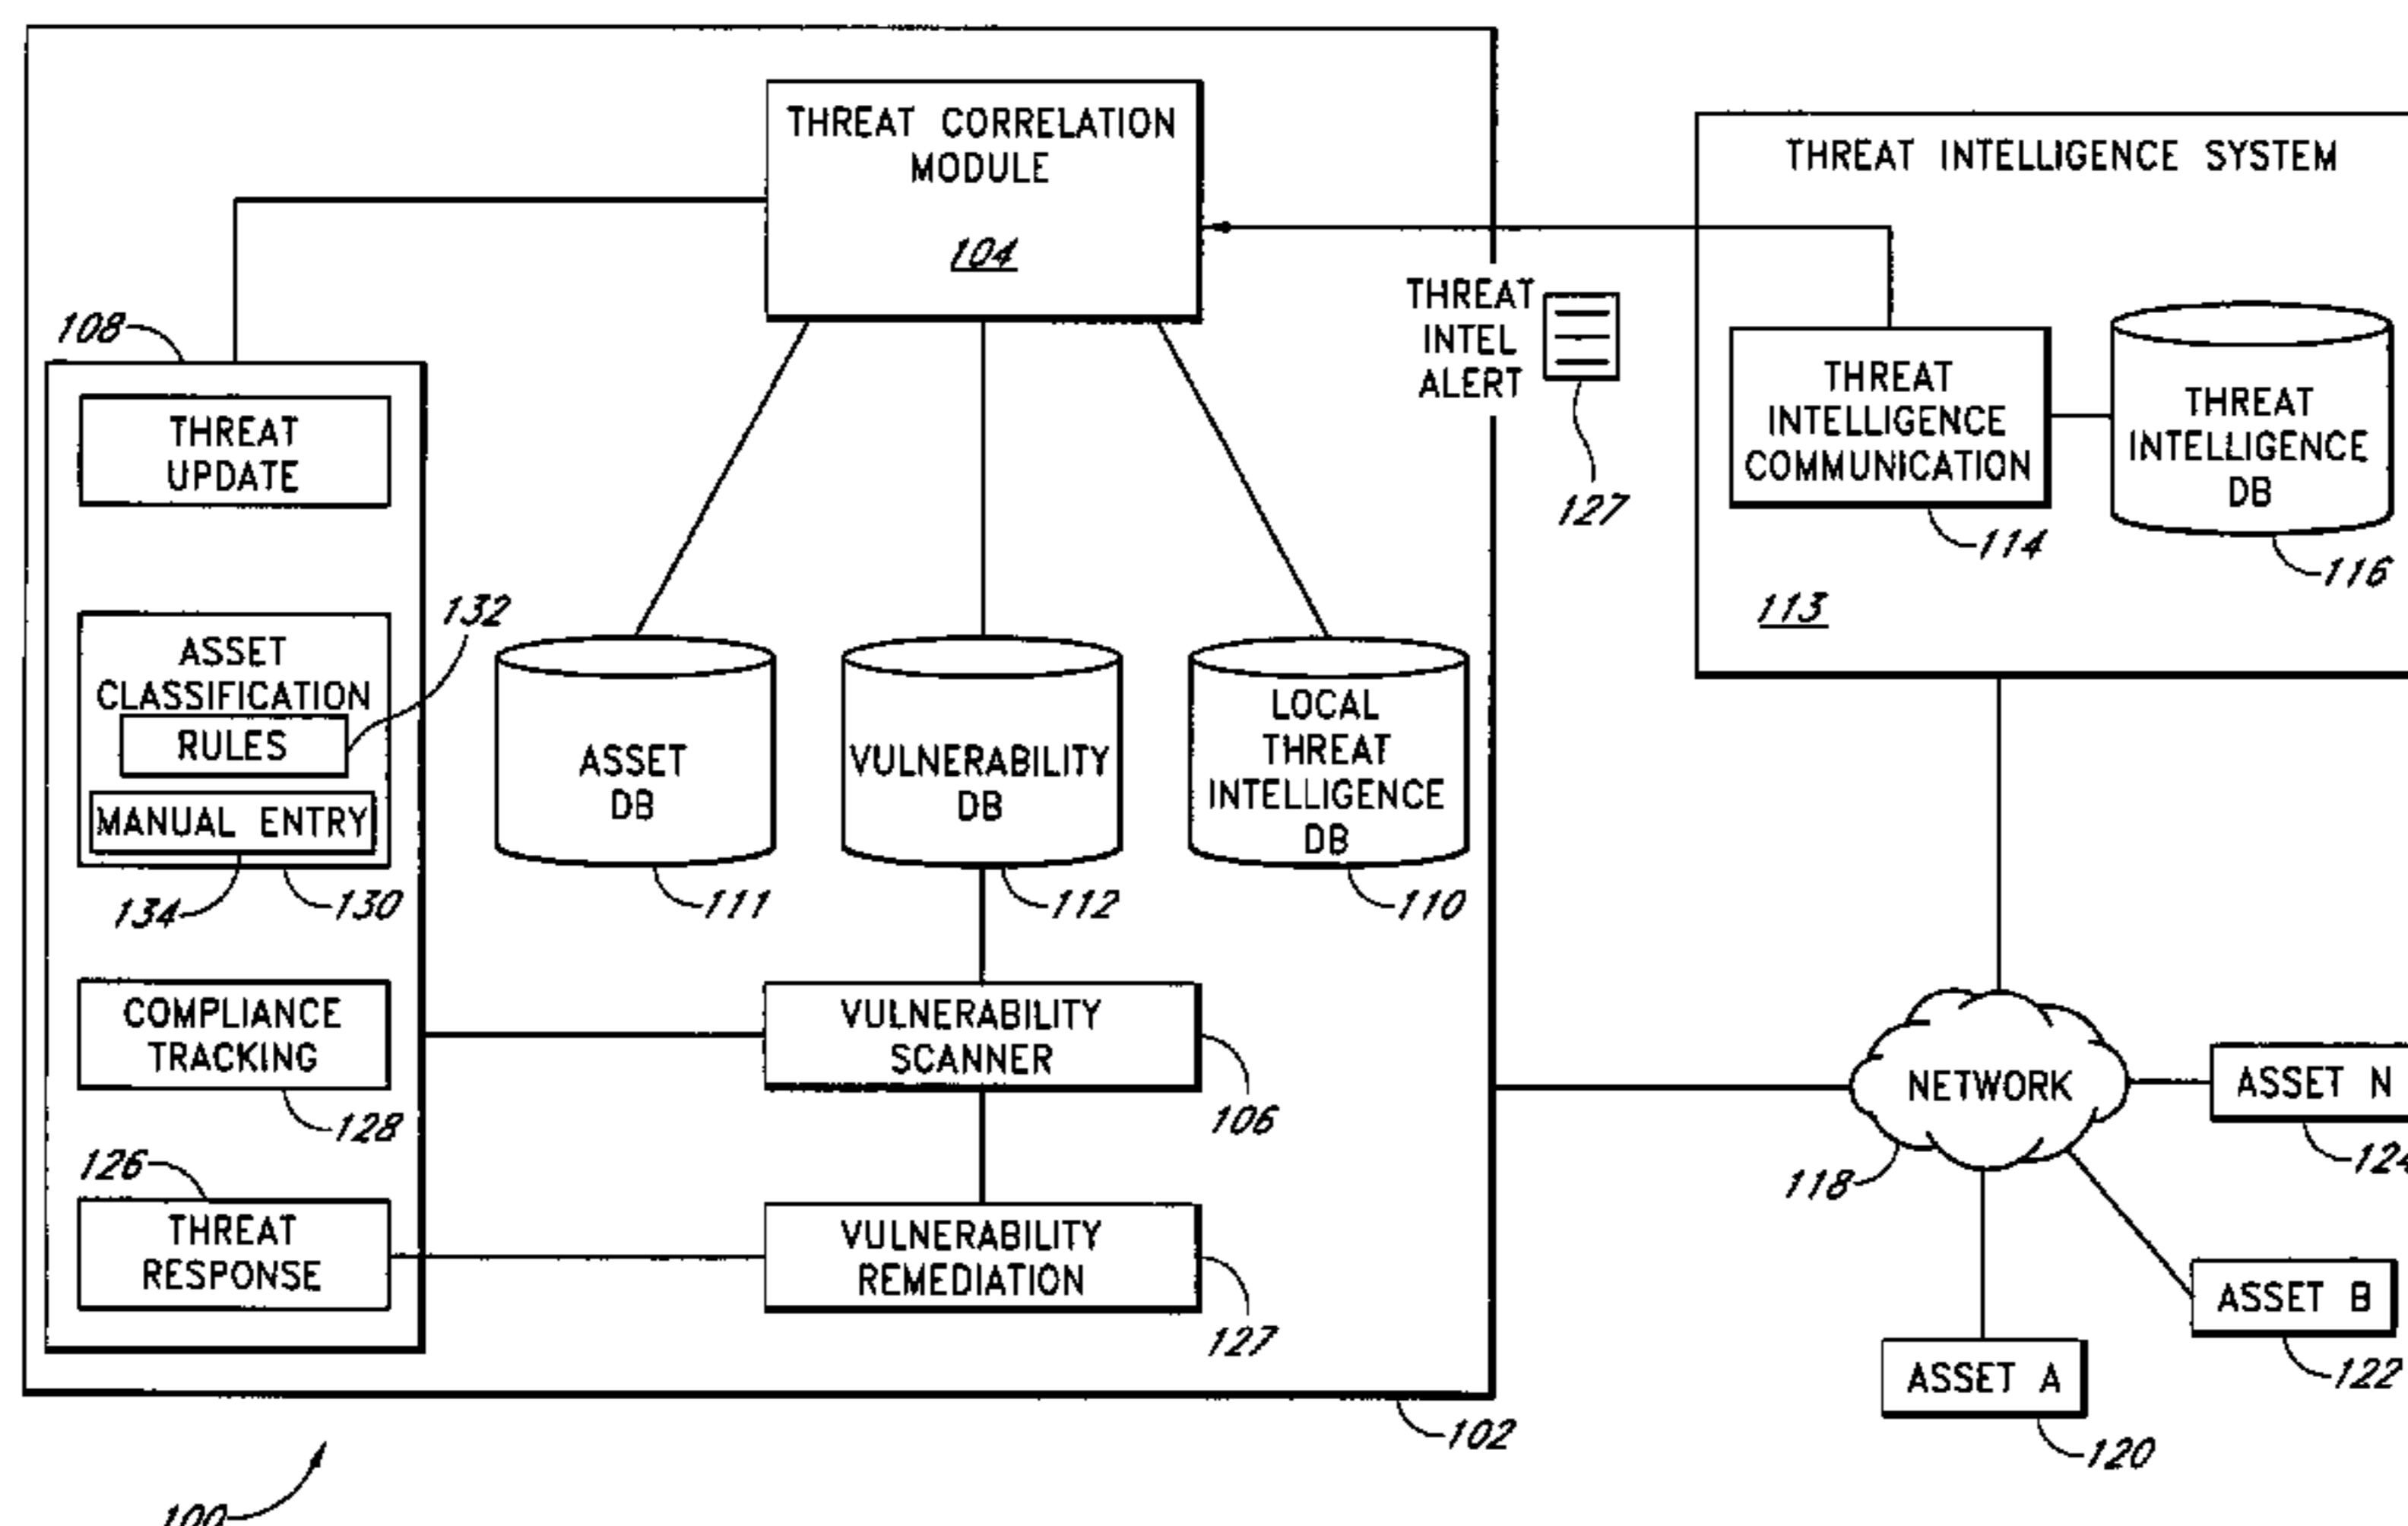 THREAT CORRELATION
MODULE
104
THREAT INTELLIGENCE SYSTEM
THREAT
INTEL
ALERT
127
THREAT
INTELLIGENCE
COMMUNICATION
114
THREAT
INTELLIGENCE
DB
116
113
108
THREAT
UPDATE
132
ASSET
CLASSIFICATION
RULES
MANUAL ENTRY
134
130
ASSET
DB
111
VULNERABILITY
DB
112
LOCAL
THREAT
INTELLIGENCE
DB
110
COMPLIANCE
TRACKING
128
VULNERABILITY
SCANNER
106
126
THREAT
RESPONSE
VULNERABILITY
REMEDIATION
127
NETWORK
118
ASSET N
124
ASSET B
122
ASSET A
120
102
100